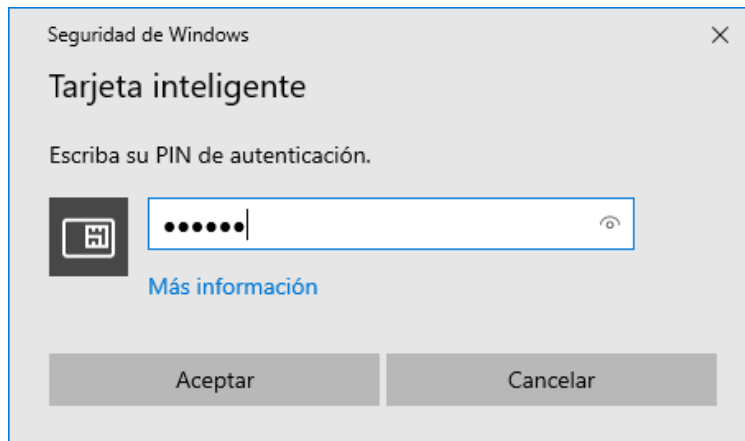 Seguridad de Windows
Tarjeta inteligente
Escriba su PIN de autenticación.
••••••
Más información
Aceptar
Cancelar